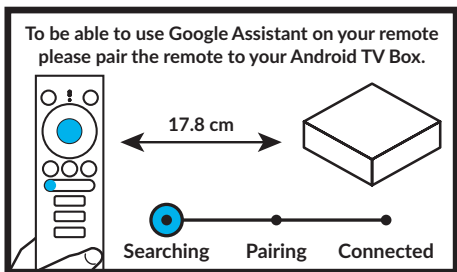 To be able to use Google Assistant on your remote
please pair the remote to your Android TV Box.
17.8 cm
Searching Pairing Connected